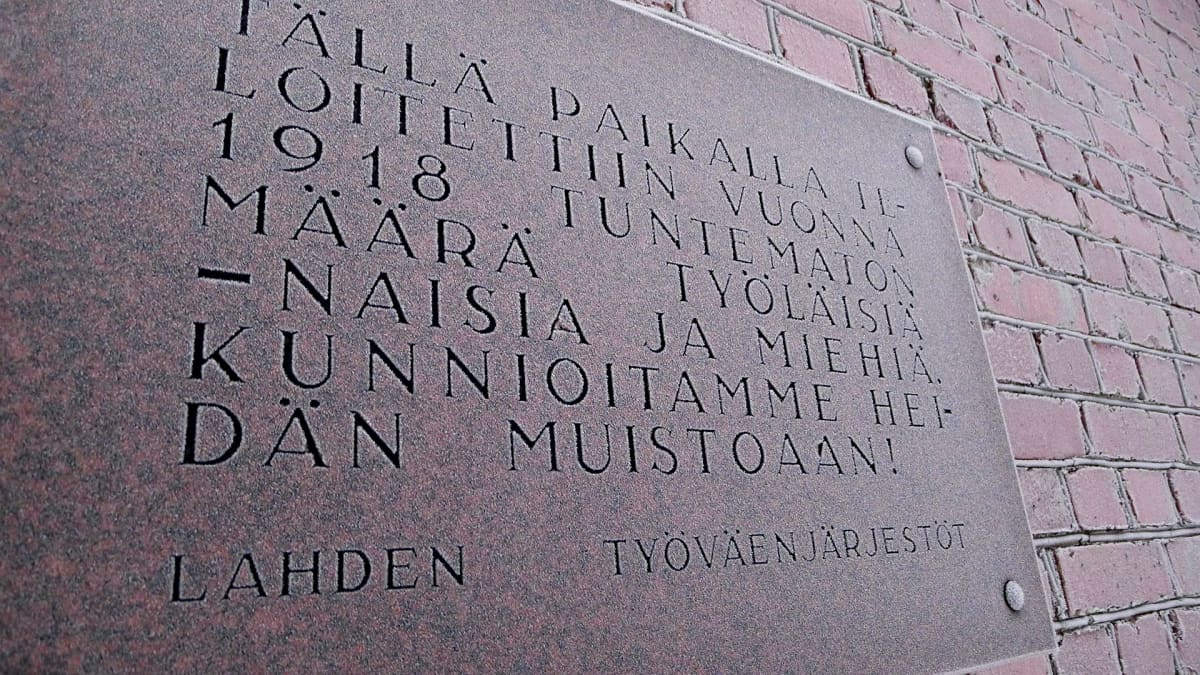 TÄLLÄ PAIKALLA TE-
LOITETTIIN VUONNA
1918 TUNTEMATON
MÄÄRÄ TYÖLÄISIÄ
–NAISIA JA MIEHIÄ.
KUNNIOITAMME HEI-
DÄN MUISTOAAN!
LAHDEN TYÖVÄENJÄRJESTÖT